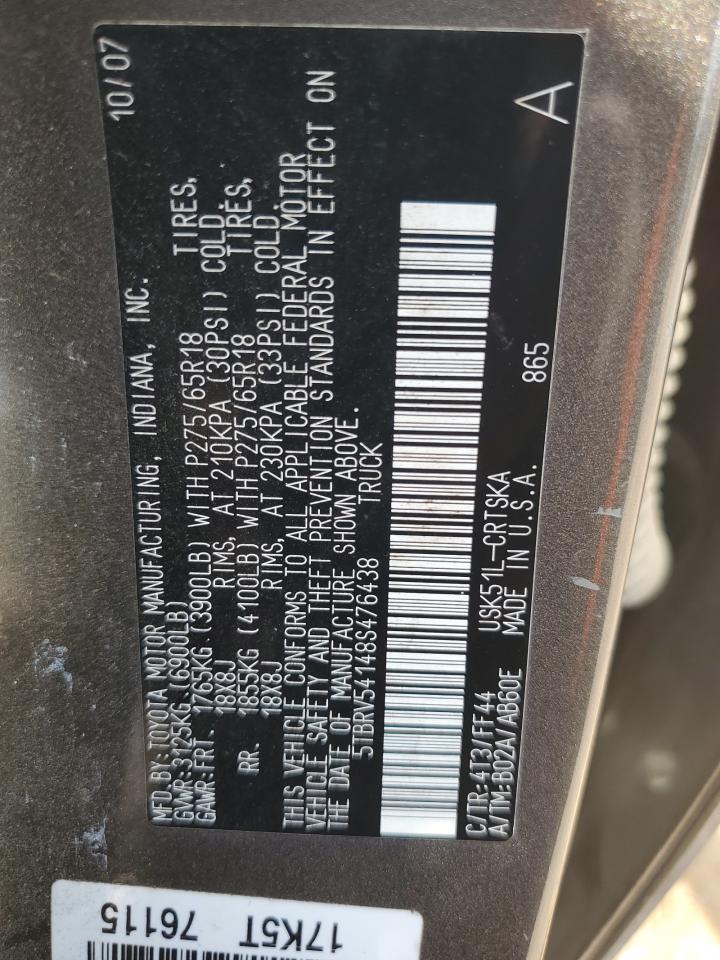 10/07
MFD.BY:TOYOTA MOTOR MANUFACTURING, INDIANA, INC.
GVWR:3125KG (6900LB)
GAWR:FRT. 1765KG (3900LB) WITH P275/65R18 TIRES,
18X8J RIMS, AT 210KPA (30PSI) COLD.
RR. 1855KG (4100LB) WITH P275/65R18 TIRES,
18X8J RIMS, AT 230KPA (33PSI) COLD.
THIS VEHICLE CONFORMS TO ALL APPLICABLE FEDERAL MOTOR
VEHICLE SAFETY AND THEFT PREVENTION STANDARDS IN EFFECT ON
THE DATE OF MANUFACTURE SHOWN ABOVE.
5TBRV54148S476438 TRUCK
C/TR:4T3/FF44 USK51L-CRTSKA 865
A/TM:B02A/AB60E MADE IN U.S.A.
A
17K5T 76115